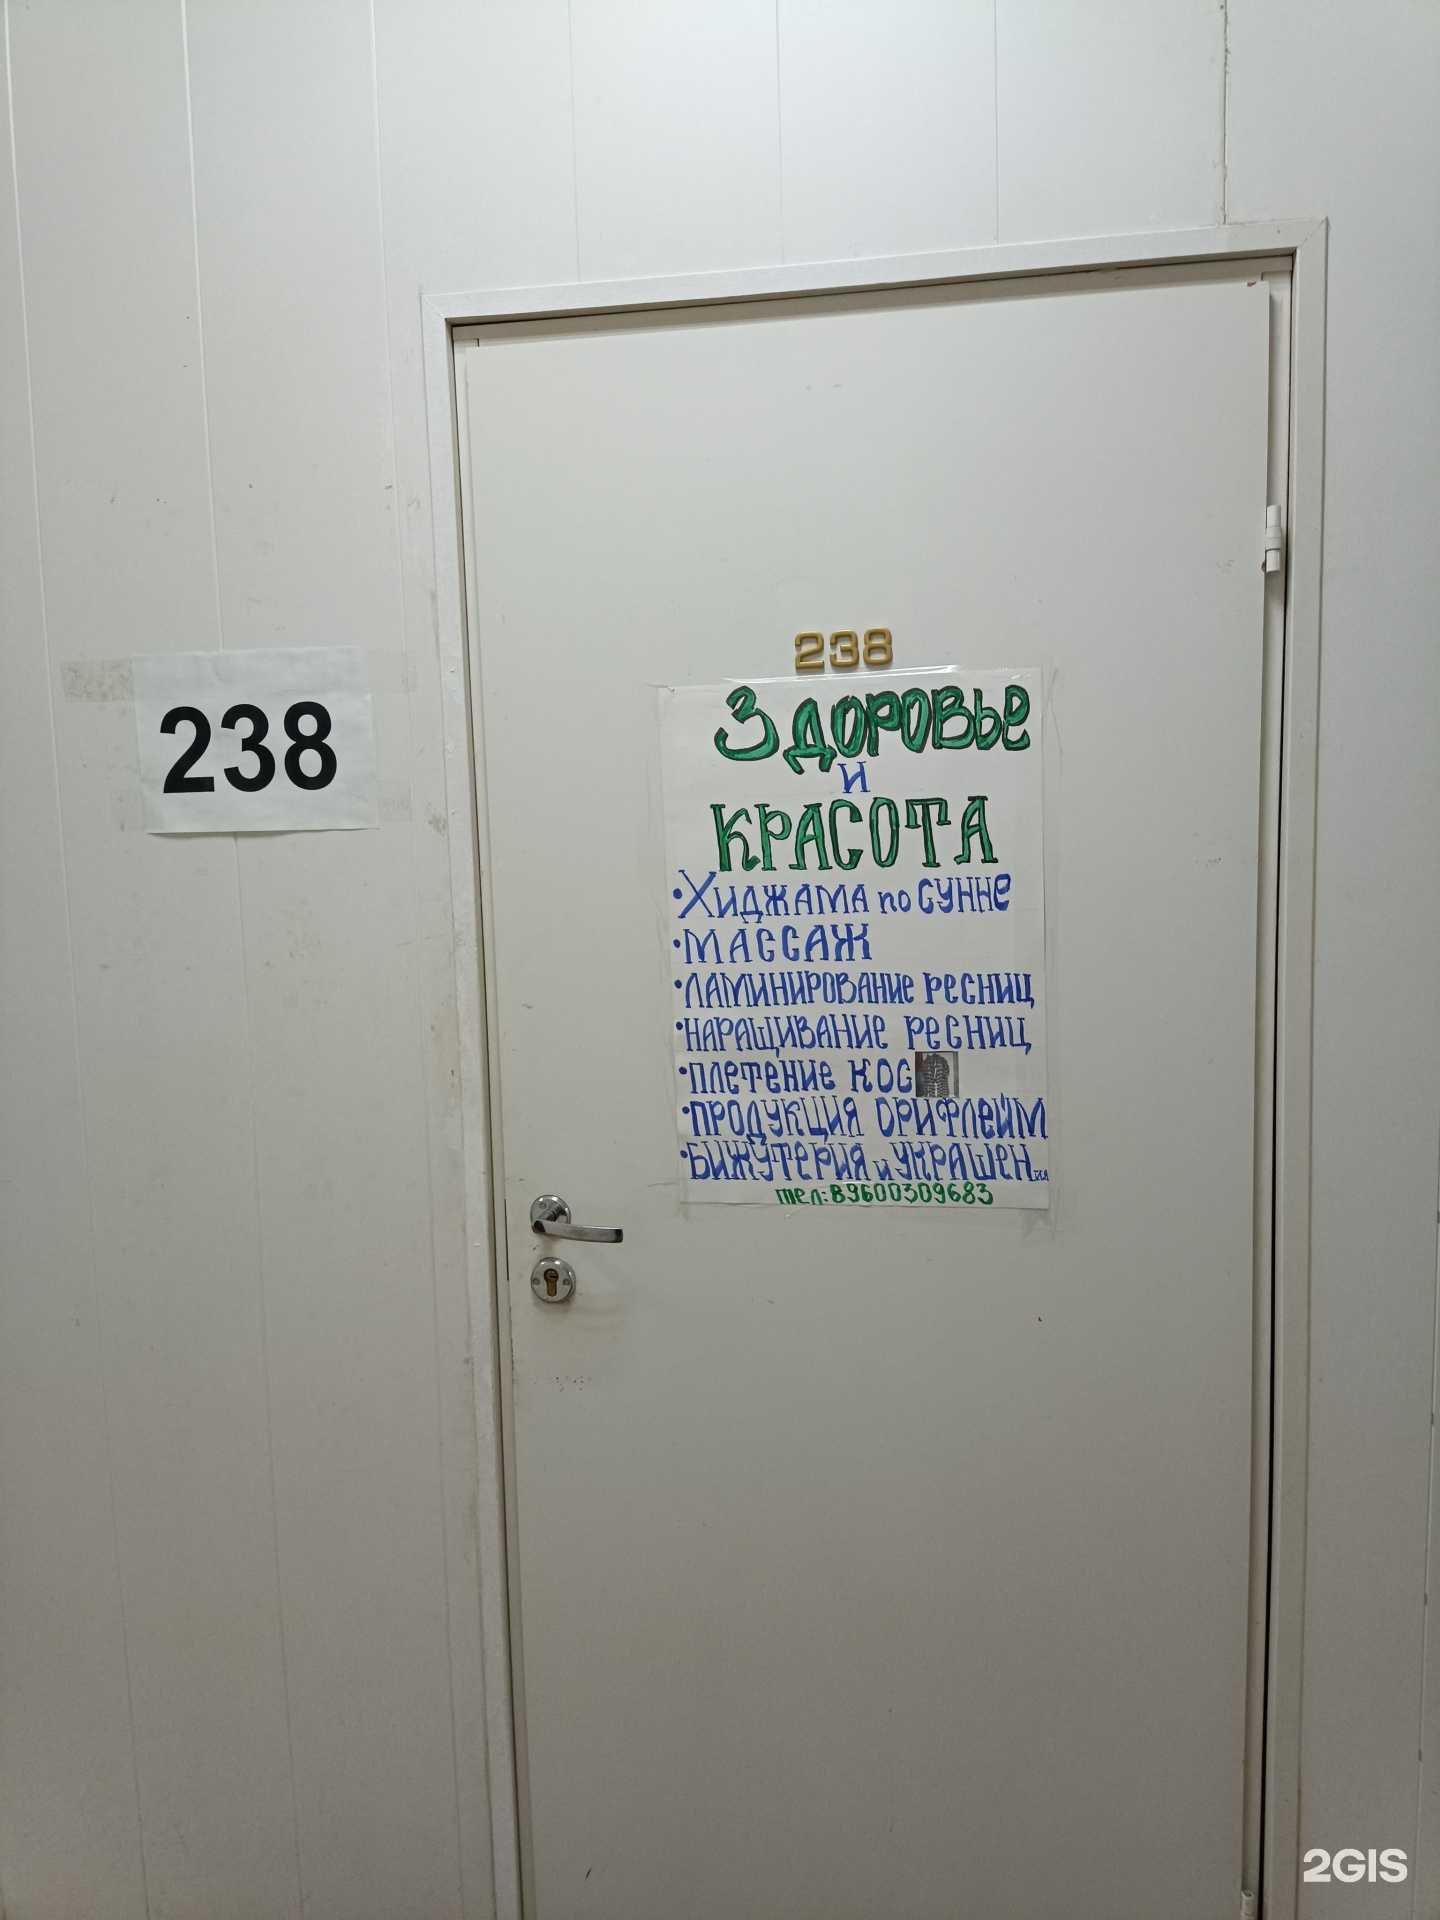 238
238
Здоровье
и
КРАСОТА
•Хиджама по сунне
•МАССАЖ
•ЛАМИНИРОВАНИЕ РЕСНИЦ
•НАРАЩИВАНИЕ РЕСНИЦ
•ПЛЕТЕНИЕ КОС
•ПРОДУКЦИЯ ОРИФЛЕЙМ
•БИЖУТЕРИЯ и УКРАШЕНия
тел: 89600309683
2GIS